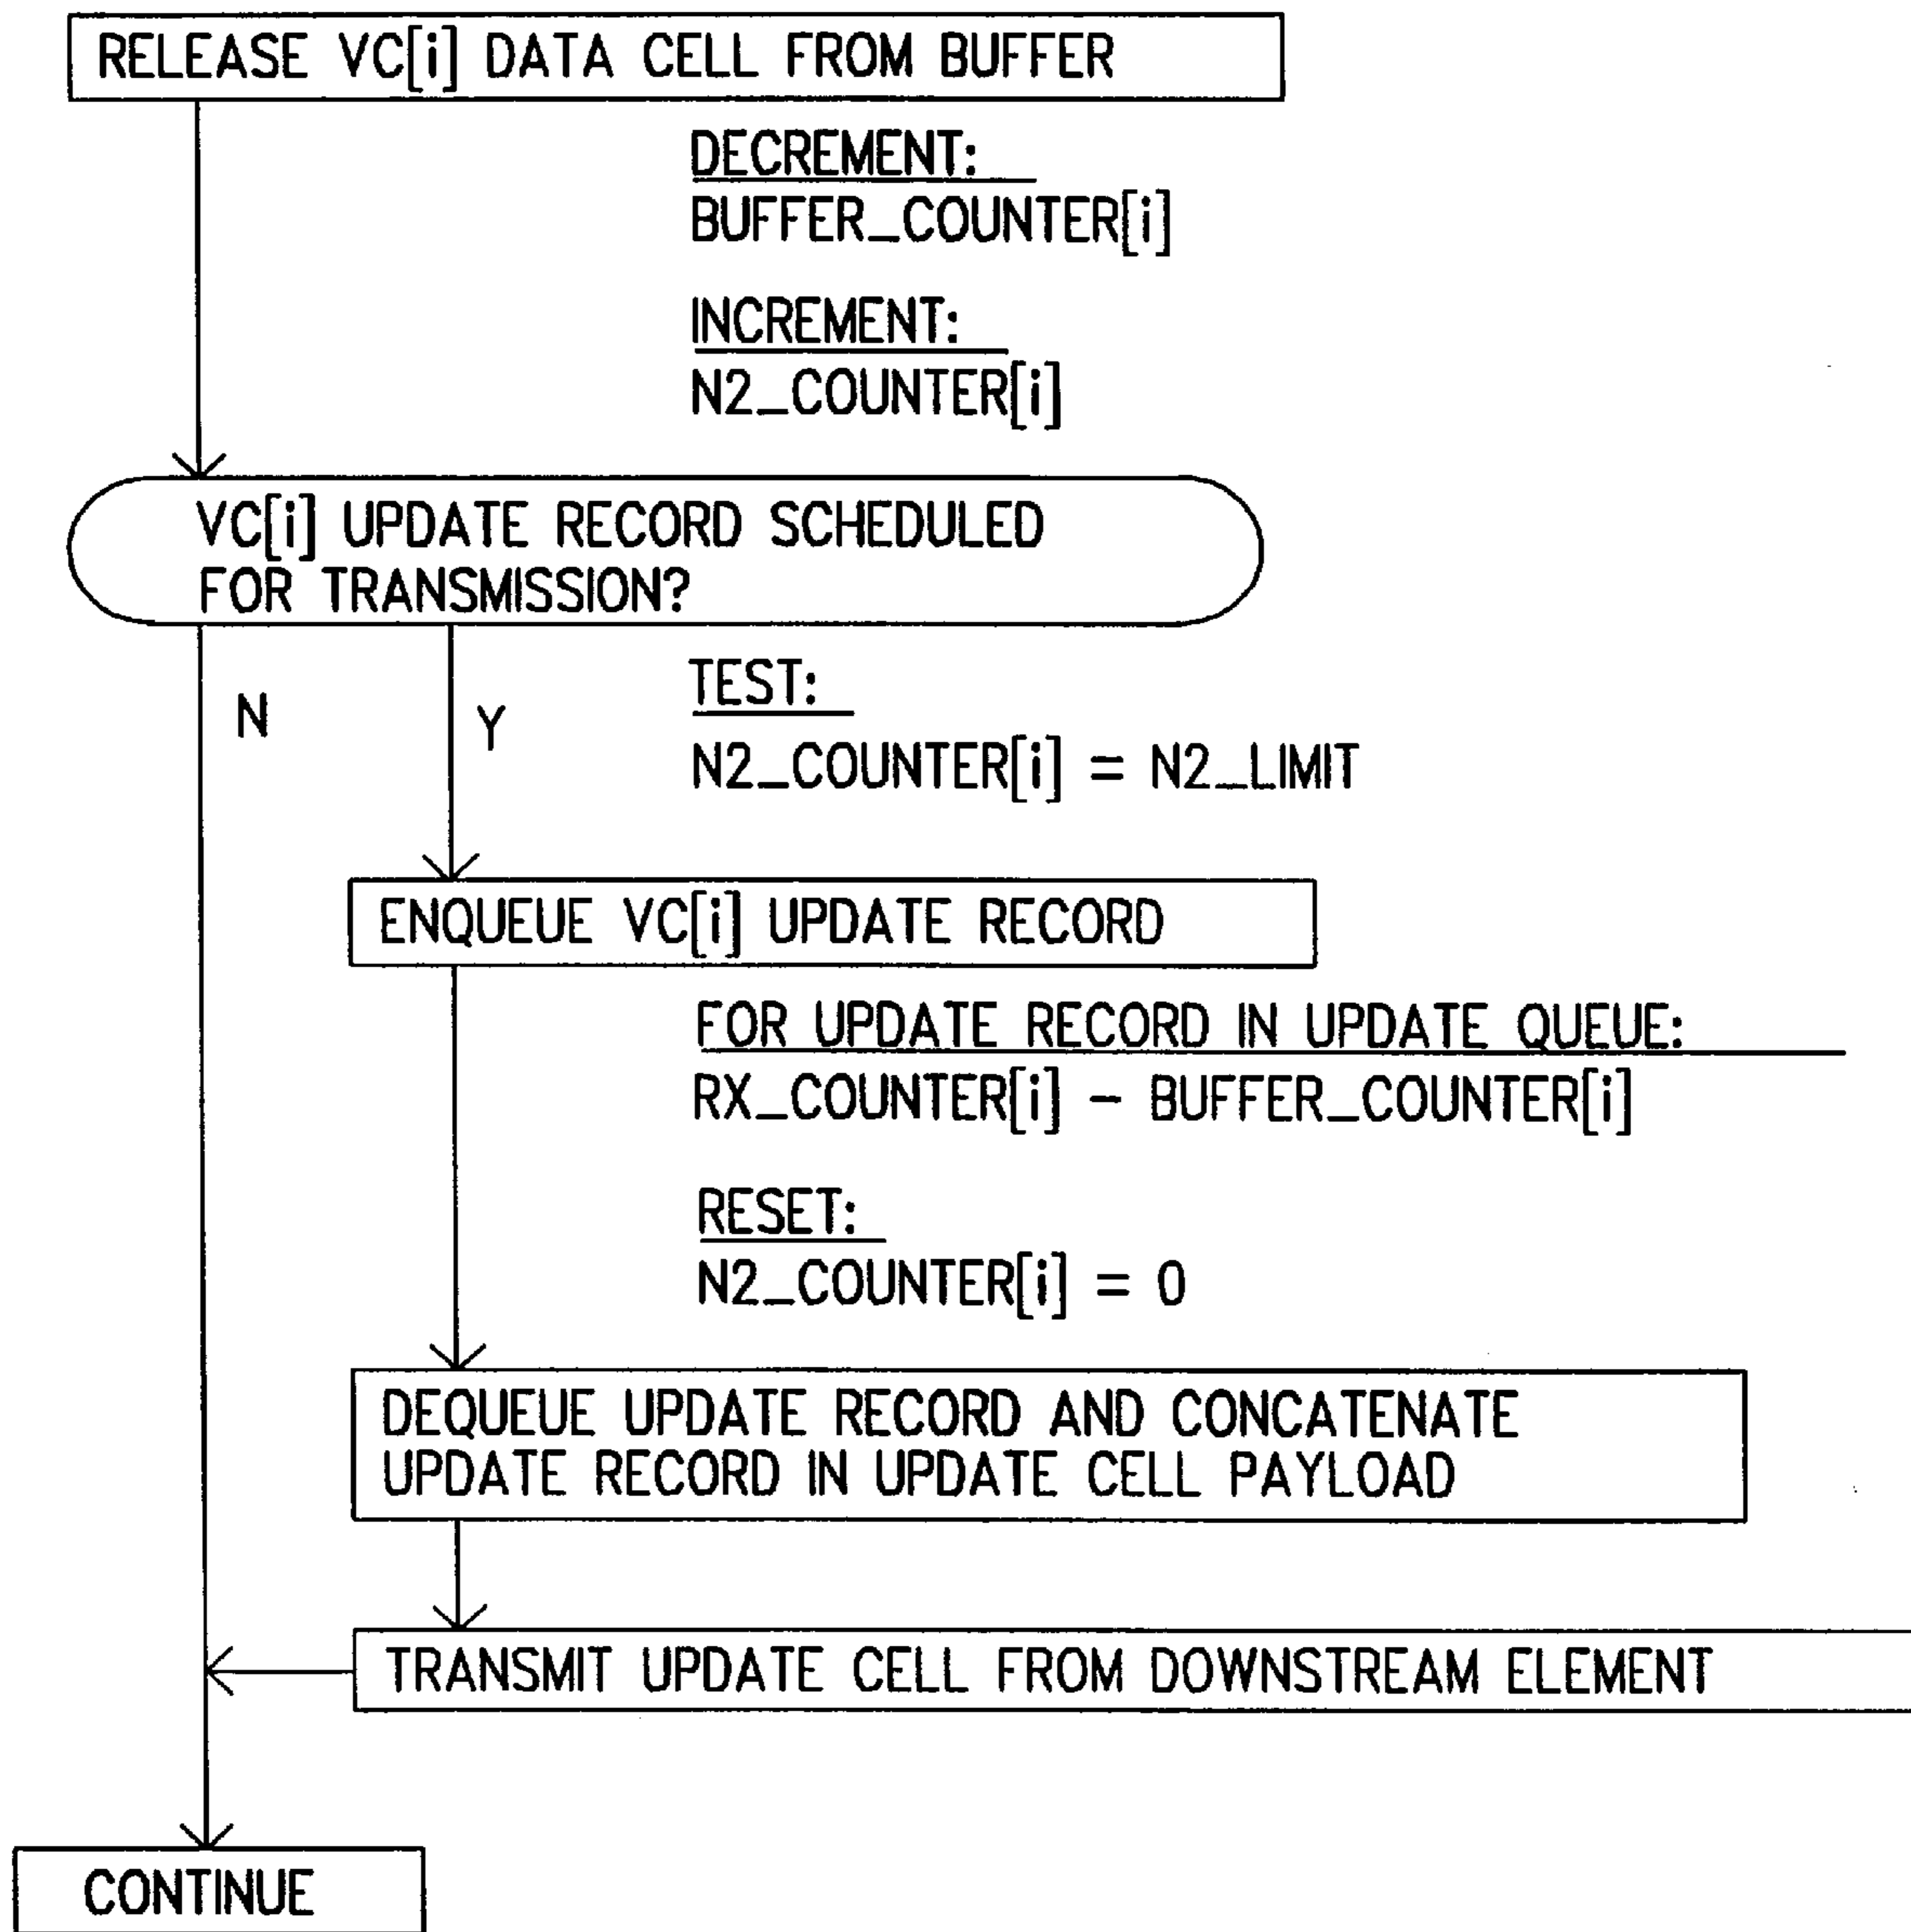 RELEASE VC[i] DATA CELL FROM BUFFER
DECREMENT:
BUFFER_COUNTER[i]
INCREMENT:
N2_COUNTER[i]
VC[i] UPDATE RECORD SCHEDULED
FOR TRANSMISSION?
N
Y
TEST:
N2_COUNTER[i] = N2_LIMIT
ENQUEUE VC[i] UPDATE RECORD
FOR UPDATE RECORD IN UPDATE QUEUE:
RX_COUNTER[i] – BUFFER_COUNTER[i]
RESET:
N2_COUNTER[i] = 0
DEQUEUE UPDATE RECORD AND CONCATENATE
UPDATE RECORD IN UPDATE CELL PAYLOAD
TRANSMIT UPDATE CELL FROM DOWNSTREAM ELEMENT
CONTINUE